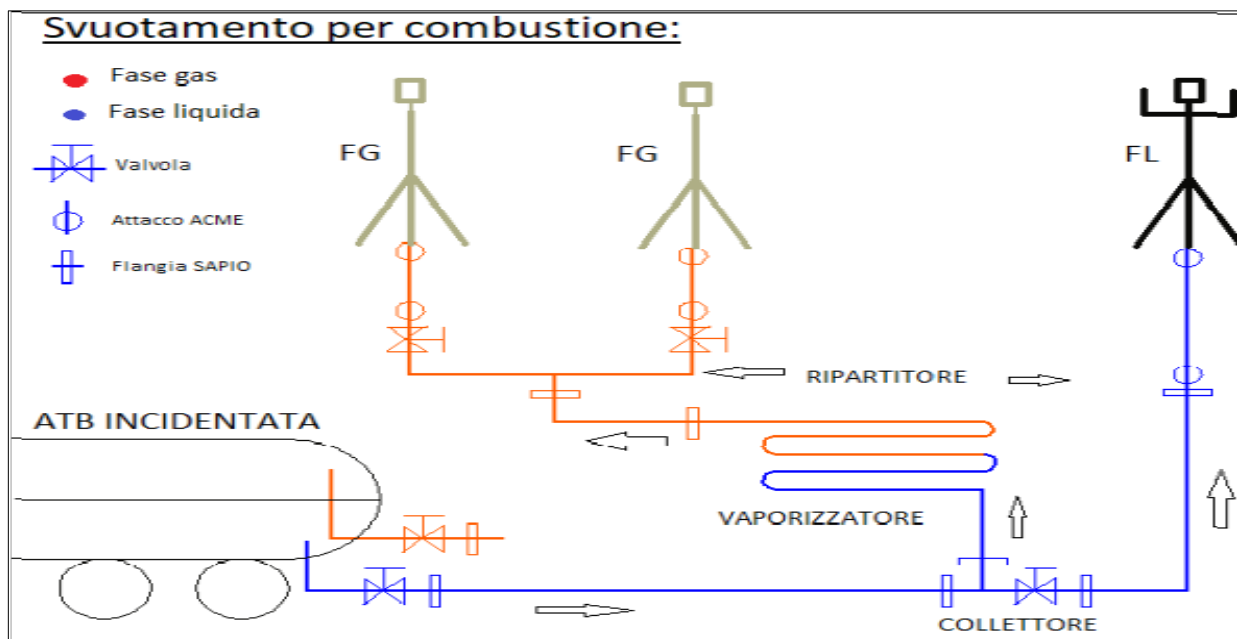 Svuotamento per combustione:
Fase gas
Fase liquida
Valvola
Attacco ACME
Flangia SAPIO
FG
FG
FL
RIPARTITORE
ATB INCIDENTATA
VAPORIZZATORE
COLLETTORE